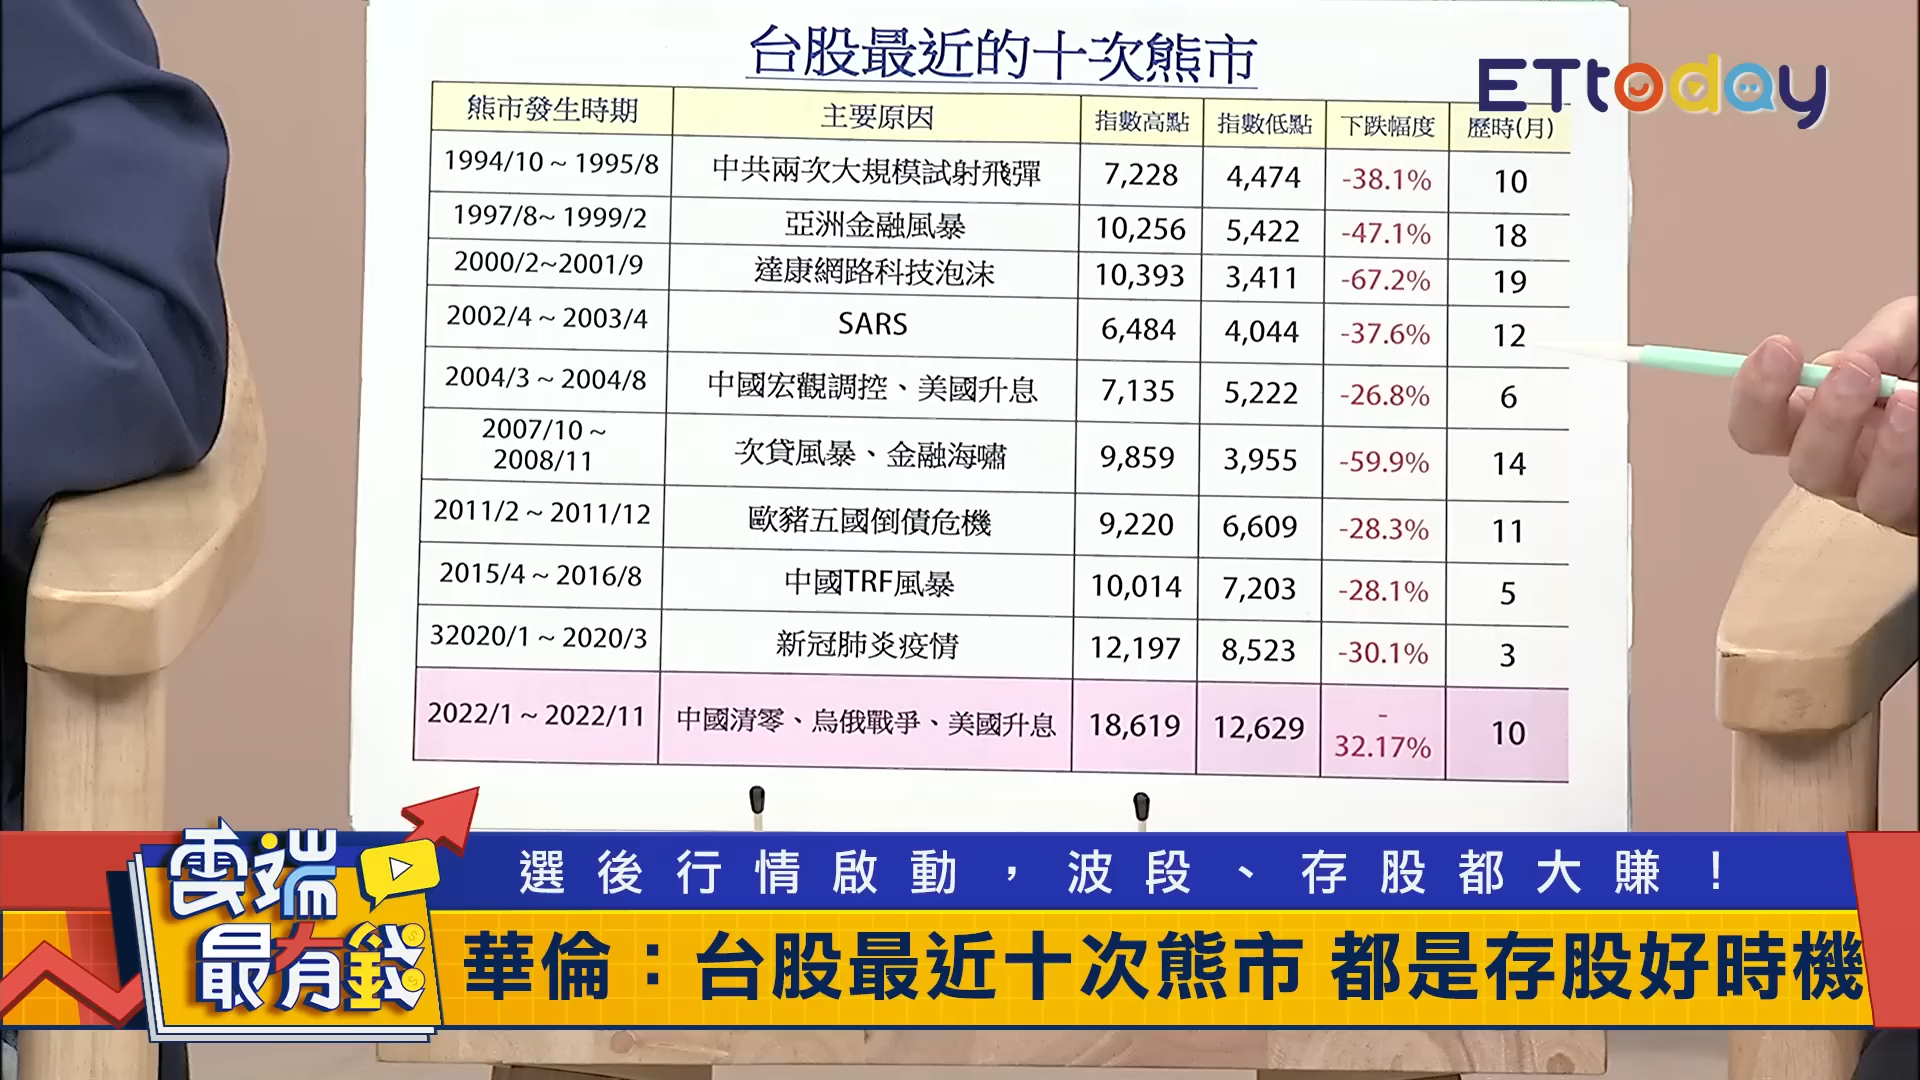 台股最近的十次熊市
ETtoday
熊市發生時期 主要原因 指數高點 指數低點 下跌幅度 歷時(月)
1994/10 ~ 1995/8 中共兩次大規模試射飛彈 7,228 4,474 -38.1% 10
1997/8~ 1999/2 亞洲金融風暴 10,256 5,422 -47.1% 18
2000/2~2001/9 達康網路科技泡沫 10,393 3,411 -67.2% 19
2002/4 ~ 2003/4 SARS 6,484 4,044 -37.6% 12
2004/3 ~ 2004/8 中國宏觀調控、美國升息 7,135 5,222 -26.8% 6
2007/10 ~
2008/11 次貸風暴、金融海嘯 9,859 3,955 -59.9% 14
2011/2 ~ 2011/12 歐豬五國倒債危機 9,220 6,609 -28.3% 11
2015/4 ~ 2016/8 中國TRF風暴 10,014 7,203 -28.1% 5
32020/1 ~ 2020/3 新冠肺炎疫情 12,197 8,523 -30.1% 3
2022/1 ~ 2022/11 中國清零、烏俄戰爭、美國升息 18,619 12,629 -
32.17% 10
雲端
最有錢
選後行情啟動，波段、存股都大賺！
華倫：台股最近十次熊市 都是存股好時機